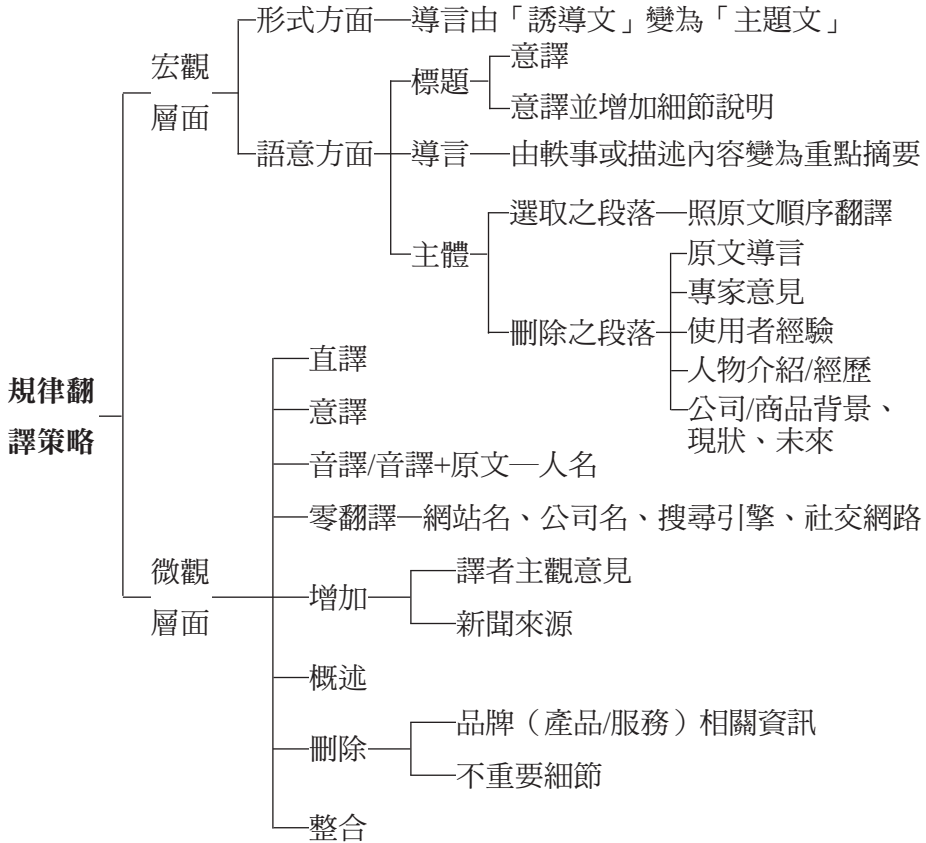 形式方面
導言由「誘導文」變為「主題文」
宏觀
層面
意譯
標題
意譯並增加細節說明
語意方面
導言
由軼事或描述內容變為重點摘要
選取之段落
照原文順序翻譯
主體
原文導言
專家意見
刪除之段落
使用者經驗
人物介紹/經歷
公司/商品背景、
現狀、未來
規律翻
譯策略
直譯
意譯
音譯/音譯+原文—人名
零翻譯—網站名、公司名、搜尋引擎、社交網路
微觀
層面
增加
譯者主觀意見
新聞來源
概述
刪除
品牌（產品/服務）相關資訊
不重要細節
整合